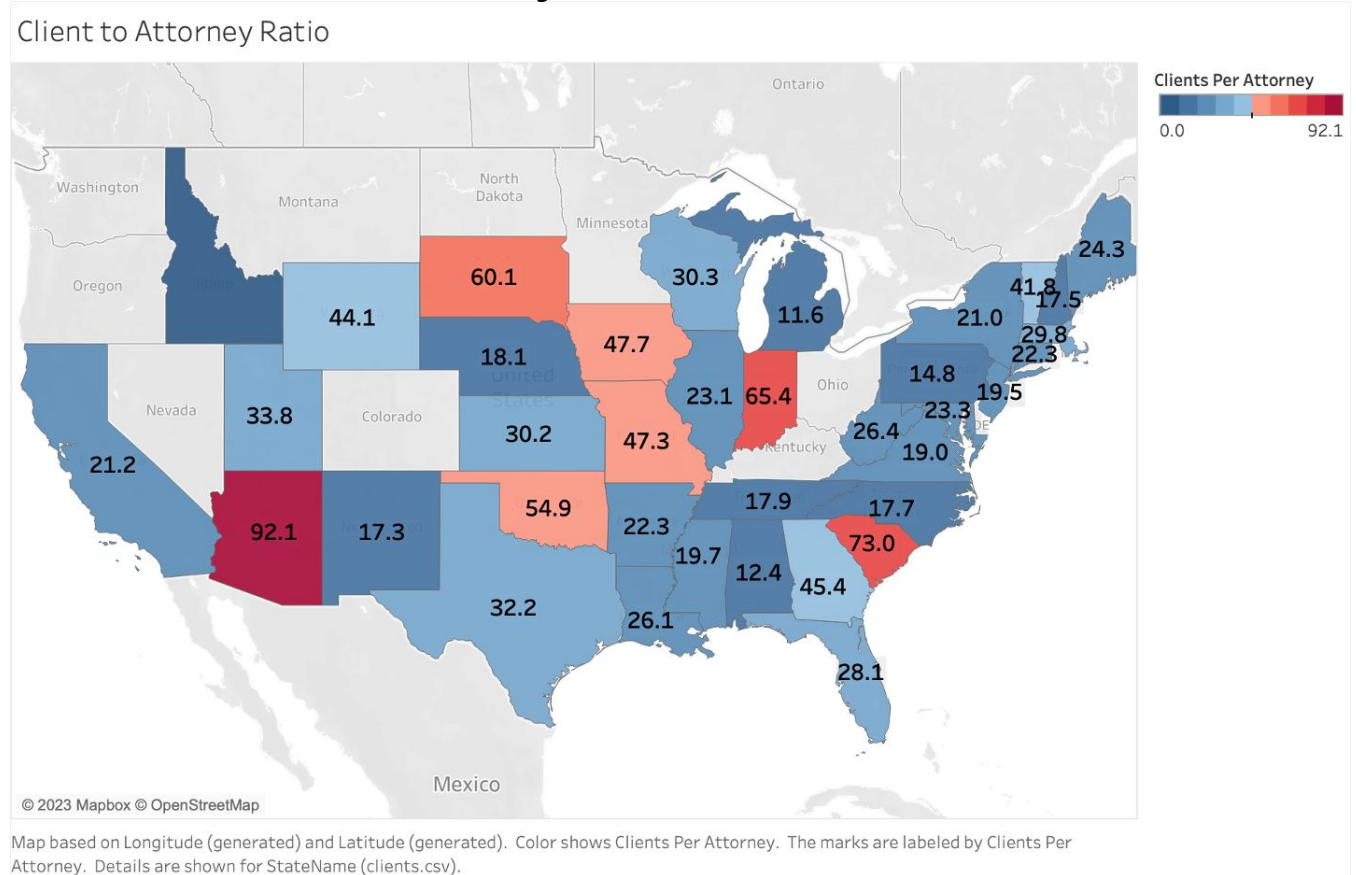 Client to Attorney Ratio
Clients Per Attorney
0.0 92.1
Ontario
Washington
Montana
North
Dakota
Minnesota
Oregon
Idaho
Nevada
Colorado
United
States
Ohio
Kentucky
DE
Mexico
24.3
60.1
30.3
41.8
17.5
44.1
11.6
21.0
47.7
29.8
22.3
18.1
14.8
19.5
33.8
23.1
65.4
23.3
30.2
26.4
47.3
19.0
21.2
17.9
17.7
54.9
92.1
17.3
22.3
73.0
19.7
12.4
45.4
32.2
26.1
28.1
© 2023 Mapbox © OpenStreetMap
Map based on Longitude (generated) and Latitude (generated). Color shows Clients Per Attorney. The marks are labeled by Clients Per
Attorney. Details are shown for StateName (clients.csv).